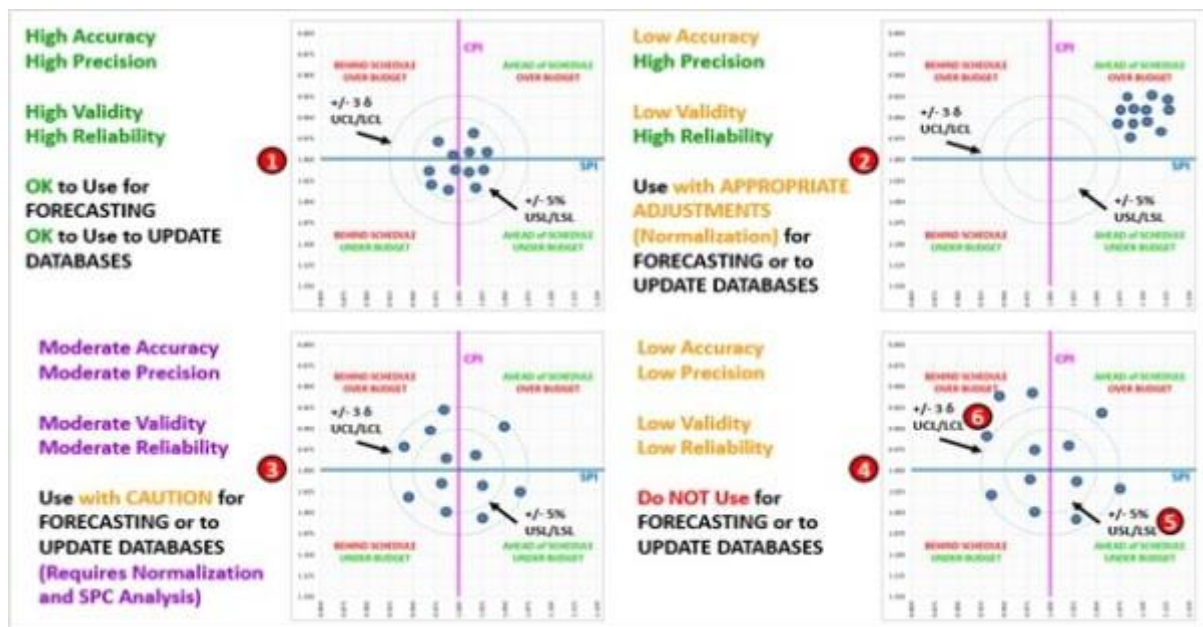 High Accuracy
High Precision
High Validity
High Reliability
OK to Use for
FORECASTING
OK to Use to UPDATE
DATABASES
1
CPI
BEHIND SCHEDULE
OVER BUDGET
AHEAD of SCHEDULE
OVER BUDGET
+/- 3 δ
UCL/LCL
SPI
+/- 5%
USL/LSL
BEHIND SCHEDULE
UNDER BUDGET
AHEAD of SCHEDULE
UNDER BUDGET
Low Accuracy
High Precision
Low Validity
High Reliability
Use with APPROPRIATE
ADJUSTMENTS
(Normalization) for
FORECASTING or to
UPDATE DATABASES
2
CPI
BEHIND SCHEDULE
OVER BUDGET
AHEAD of SCHEDULE
OVER BUDGET
+/- 3 δ
UCL/LCL
SPI
+/- 5%
USL/LSL
BEHIND SCHEDULE
UNDER BUDGET
AHEAD of SCHEDULE
UNDER BUDGET
Moderate Accuracy
Moderate Precision
Moderate Validity
Moderate Reliability
Use with CAUTION for
FORECASTING or to
UPDATE DATABASES
(Requires Normalization
and SPC Analysis)
3
CPI
BEHIND SCHEDULE
OVER BUDGET
AHEAD of SCHEDULE
OVER BUDGET
+/- 3 δ
UCL/LCL
SPI
+/- 5%
USL/LSL
BEHIND SCHEDULE
UNDER BUDGET
AHEAD of SCHEDULE
UNDER BUDGET
Low Accuracy
Low Precision
Low Validity
Low Reliability
Do NOT Use for
FORECASTING or to
UPDATE DATABASES
4
CPI
BEHIND SCHEDULE
OVER BUDGET
AHEAD of SCHEDULE
OVER BUDGET
6
+/- 3 δ
UCL/LCL
SPI
+/- 5%
USL/LSL
5
BEHIND SCHEDULE
UNDER BUDGET
AHEAD of SCHEDULE
UNDER BUDGET